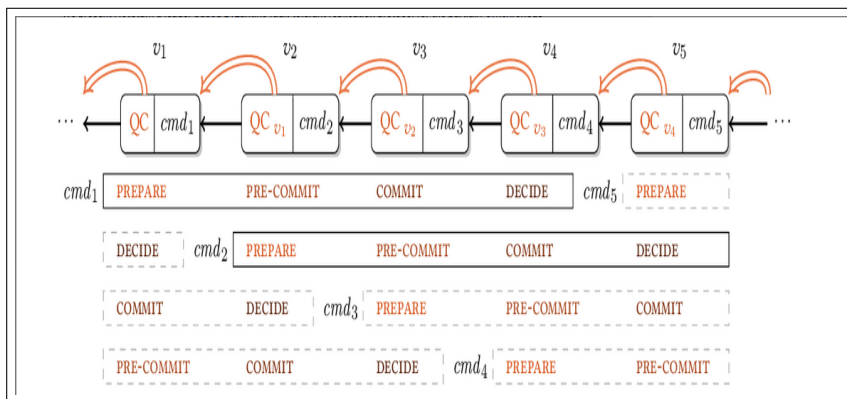 v1 v2 v3 v4 v5
... QC cmd1 QC v1 cmd2 QC v2 cmd3 QC v3 cmd4 QC v4 cmd5 ...
cmd1 PREPARE PRE-COMMIT COMMIT DECIDE cmd5 PREPARE
DECIDE cmd2 PREPARE PRE-COMMIT COMMIT DECIDE
COMMIT DECIDE cmd3 PREPARE PRE-COMMIT COMMIT
PRE-COMMIT COMMIT DECIDE cmd4 PREPARE PRE-COMMIT